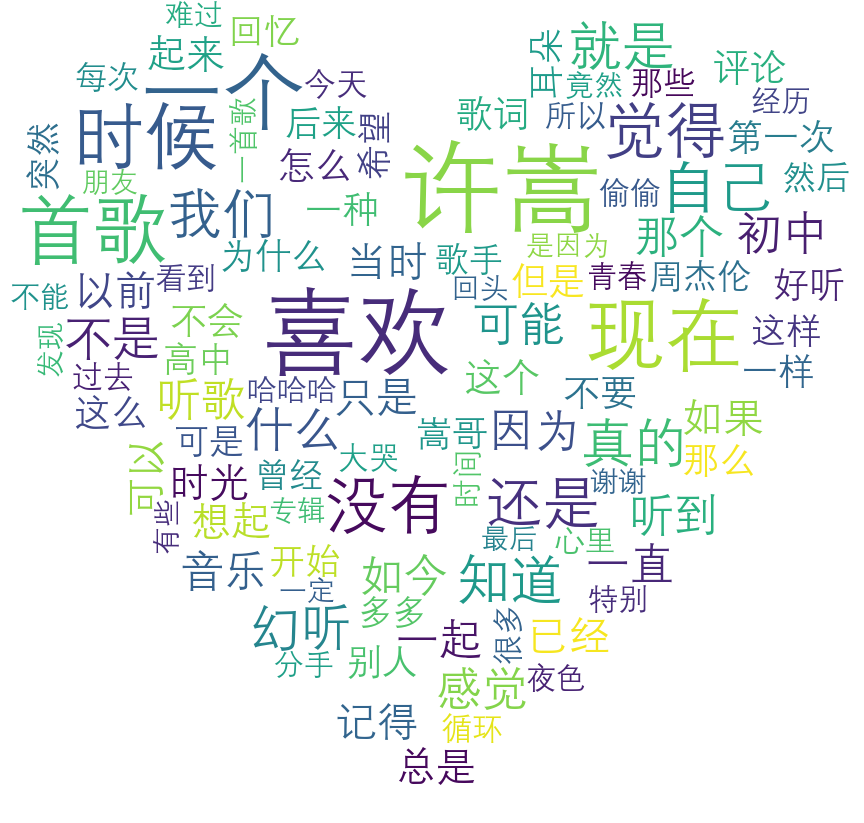 难过
回忆
起来
就是
耳朵
竟然
那些
评论
每次
一个
今天
经历
时候
一首歌
后来
希望
歌词
所以
觉得
第一次
突然
怎么
许嵩
朋友
偷偷
自己
然后
首歌
我们
一种
那个
初中
为什么
当时
歌手
是因为
不能
以前
看到
回头
但是
青春
周杰伦
好听
喜欢
现在
不是
不会
可能
这样
发现
高中
过去
这个
一样
这么
听歌
哈哈哈
只是
不要
可是
什么
嵩哥
因为
真的
如果
可以
时光
曾经
大哭
时间
谢谢
那么
有些
想起
专辑
没有
还是
听到
音乐
开始
最后
心里
一定
如今
知道
一直
幻听
多多
特别
一起
很多
已经
分手
别人
感觉
夜色
记得
循环
总是